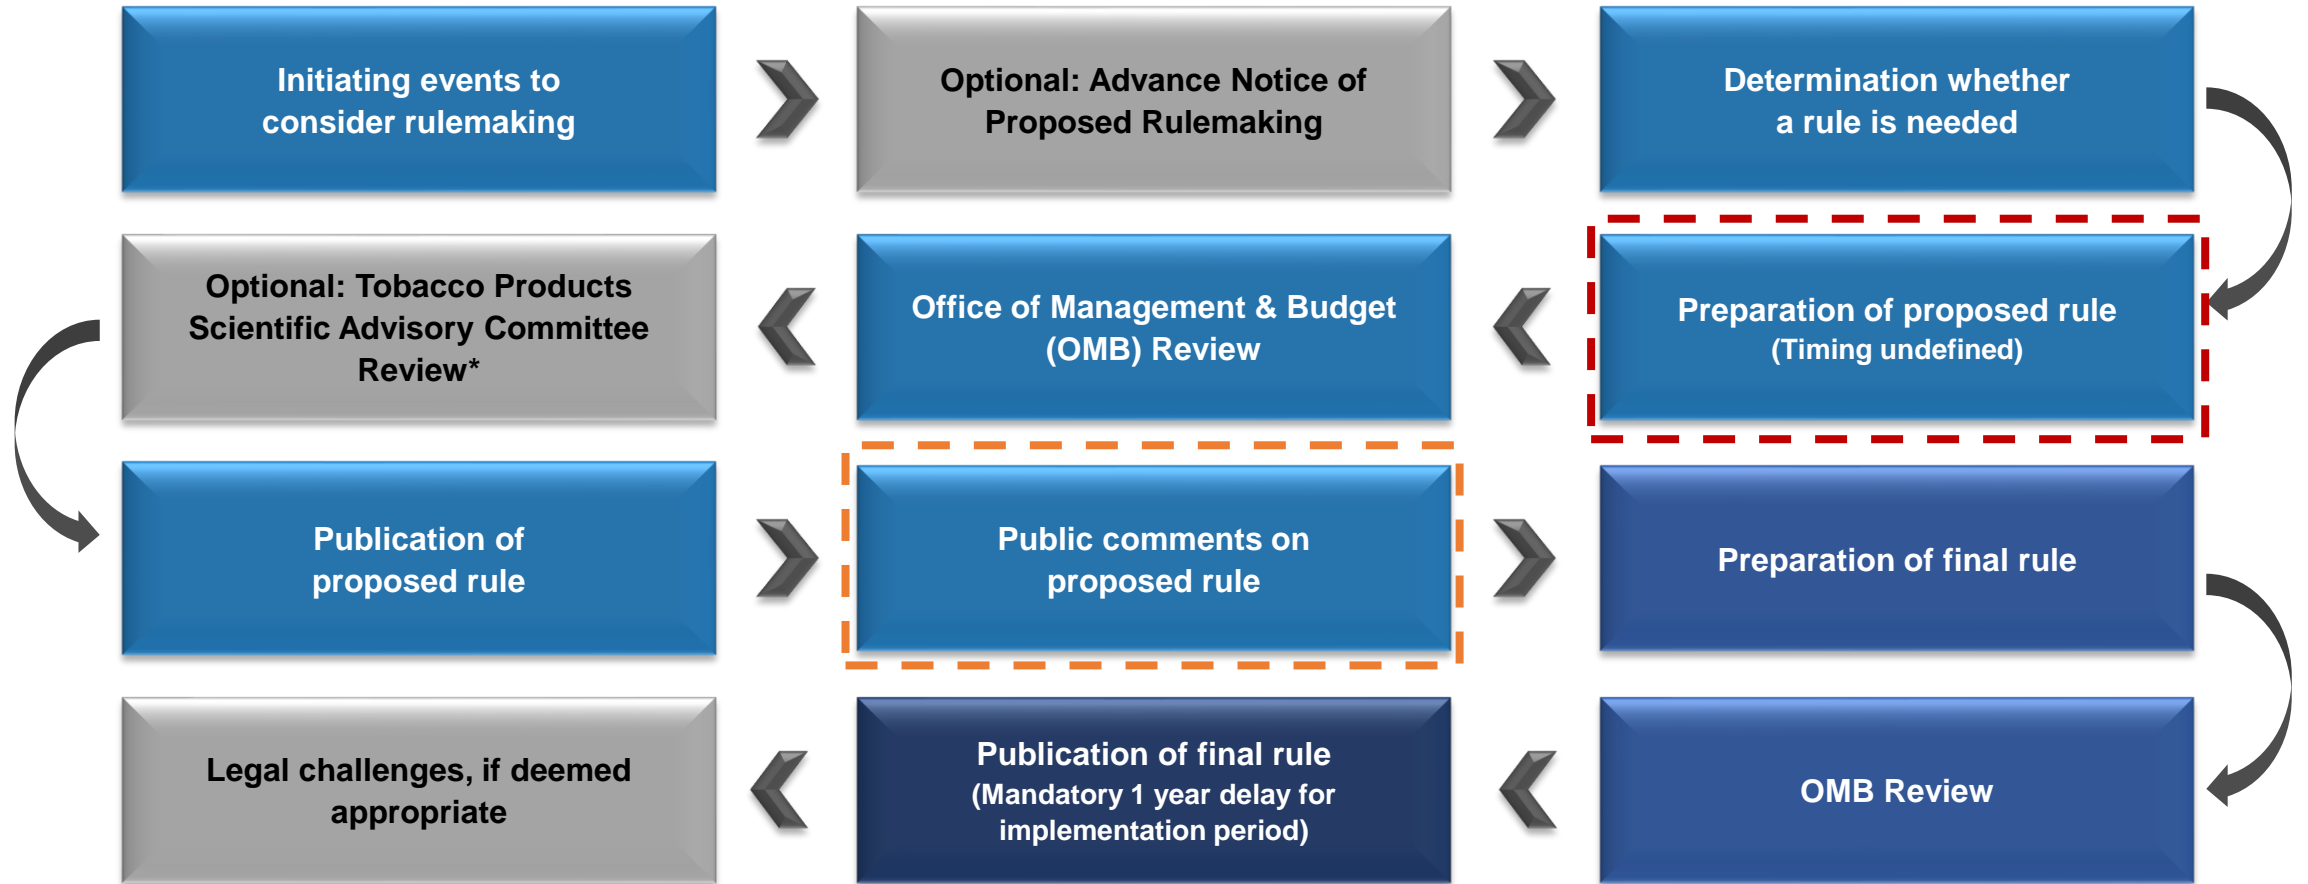 Initiating events to
consider rulemaking
Optional: Advance Notice of
Proposed Rulemaking
Determination whether
a rule is needed
Preparation of proposed rule
(Timing undefined)
Office of Management & Budget
(OMB) Review
Optional: Tobacco Products
Scientific Advisory Committee
Review*
Publication of
proposed rule
Public comments on
proposed rule
Preparation of final rule
OMB Review
Publication of final rule
(Mandatory 1 year delay for
implementation period)
Legal challenges, if deemed
appropriate